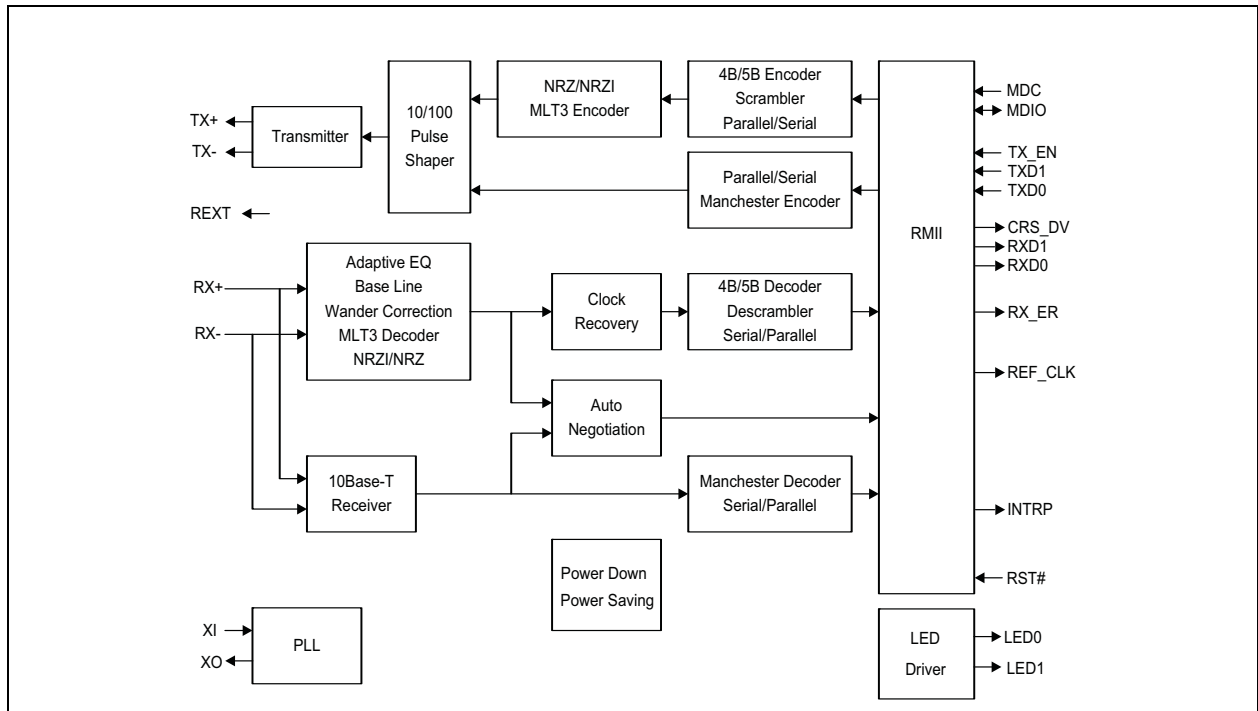 TX+
TX-
REXT
RX+
RX-
XI
XO
Transmitter
10/100
Pulse
Shaper
NRZ/NRZI
MLT3 Encoder
4B/5B Encoder
Scrambler
Parallel/Serial
Parallel/Serial
Manchester Encoder
Adaptive EQ
Base Line
Wander Correction
MLT3 Decoder
NRZI/NRZ
Clock
Recovery
4B/5B Decoder
Descrambler
Serial/Parallel
Auto
Negotiation
10Base-T
Receiver
Manchester Decoder
Serial/Parallel
Power Down
Power Saving
PLL
RMII
LED
Driver
MDC
MDIO
TX_EN
TXD1
TXD0
CRS_DV
RXD1
RXD0
RX_ER
REF_CLK
INTRP
RST#
LED0
LED1